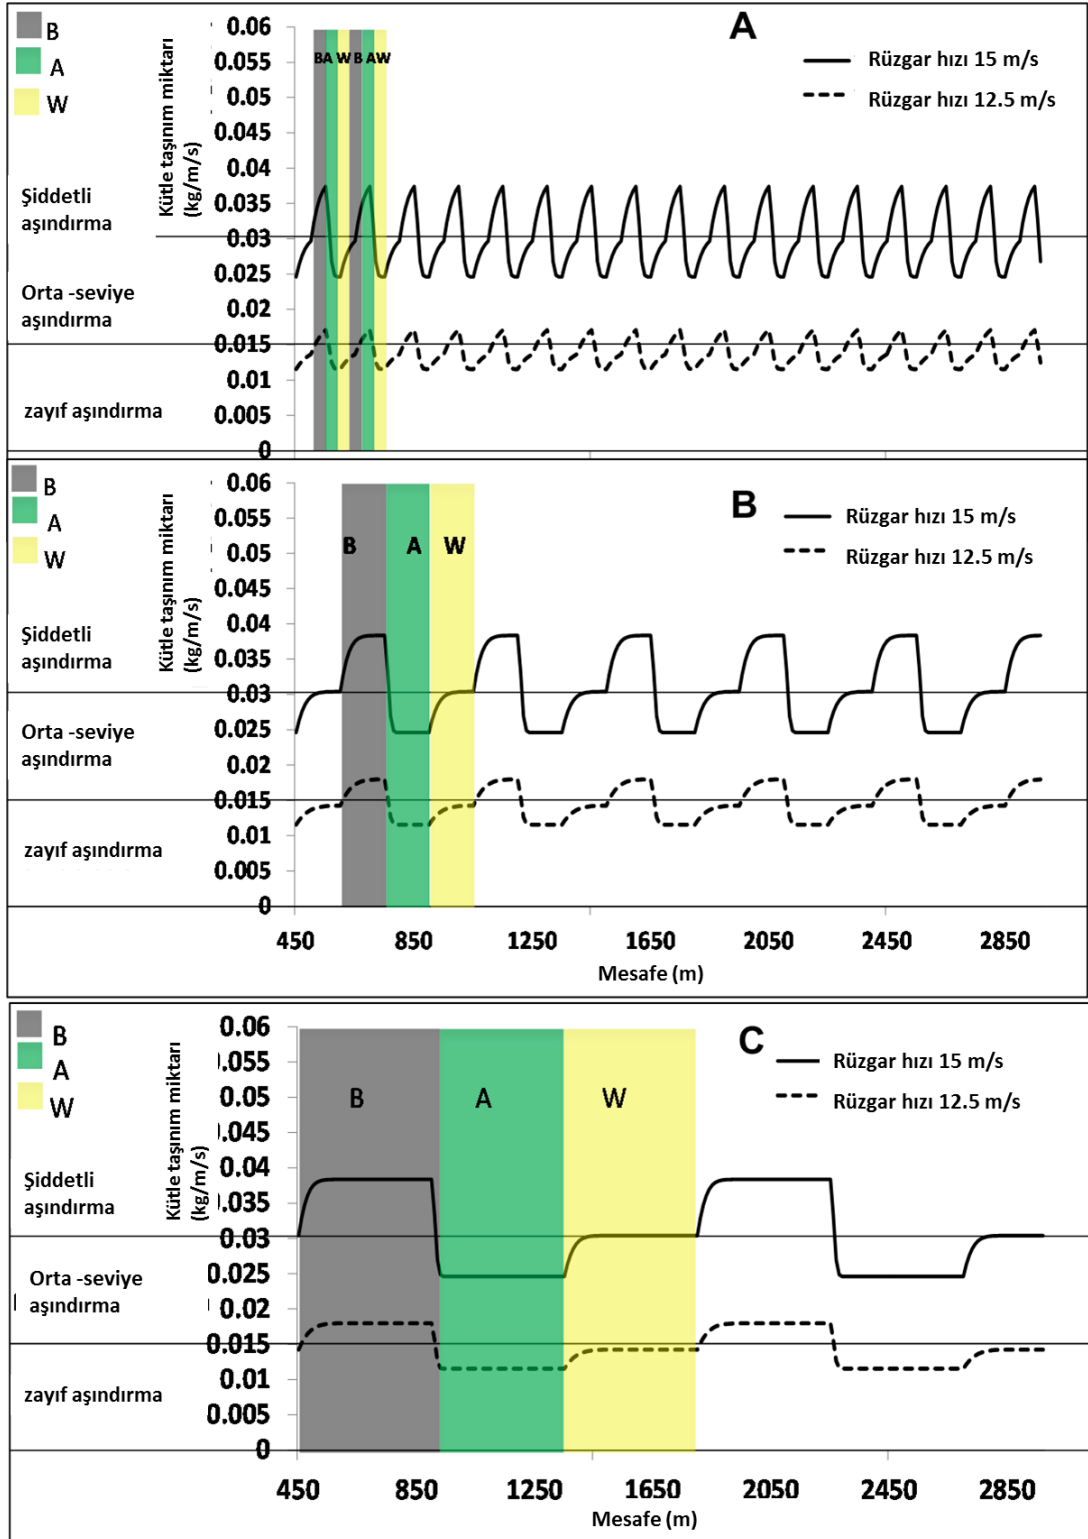 B
A
W
Kütle taşınım miktarı
(kg/m/s)
0.06
0.055
0.05
0.045
0.04
0.035
0.03
0.025
0.02
0.015
0.01
0.005
0
B A W B A W
A
Rüzgar hızı 15 m/s
Rüzgar hızı 12.5 m/s
Şiddetli
aşındırma
Orta -seviye
aşındırma
zayıf aşındırma
B
A
W
Kütle taşınım miktarı
(kg/m/s)
0.06
0.055
0.05
0.045
0.04
0.035
0.03
0.025
0.02
0.015
0.01
0.005
0
B A W
B
Rüzgar hızı 15 m/s
Rüzgar hızı 12.5 m/s
Şiddetli
aşındırma
Orta -seviye
aşındırma
zayıf aşındırma
450 850 1250 1650 2050 2450 2850
Mesafe (m)
B
A
W
Kütle taşınım miktarı
(kg/m/s)
0.06
0.055
0.05
0.045
0.04
0.035
0.03
0.025
0.02
0.015
0.01
0.005
0
B A W
C
Rüzgar hızı 15 m/s
Rüzgar hızı 12.5 m/s
Şiddetli
aşındırma
Orta -seviye
aşındırma
zayıf aşındırma
450 850 1250 1650 2050 2450 2850
Mesafe (m)